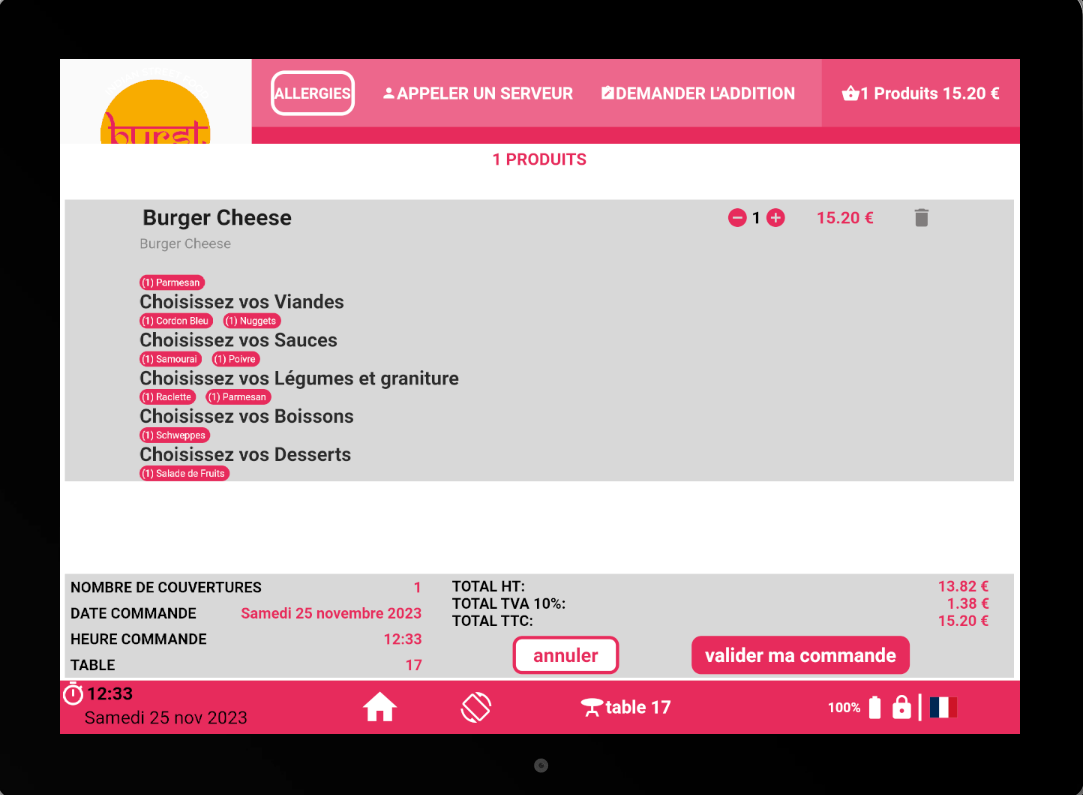 burst
ALLERGIES
APPELER UN SERVEUR
DEMANDER L'ADDITION
1 Produits 15.20 €
1 PRODUITS
Burger Cheese
1
15.20 €
Burger Cheese
(1) Parmesan
Choisissez vos Viandes
(1) Cordon Bleu (1) Nuggets
Choisissez vos Sauces
(1) Samourai (1) Poivre
Choisissez vos Légumes et graniture
(1) Raclette (1) Parmesan
Choisissez vos Boissons
(1) Schweppes
Choisissez vos Desserts
(1) Salade de Fruits
NOMBRE DE COUVERTURES 1
DATE COMMANDE Samedi 25 novembre 2023
HEURE COMMANDE 12:33
TABLE 17
TOTAL HT: 13.82 €
TOTAL TVA 10%: 1.38 €
TOTAL TTC: 15.20 €
annuler
valider ma commande
12:33
Samedi 25 nov 2023
table 17
100%